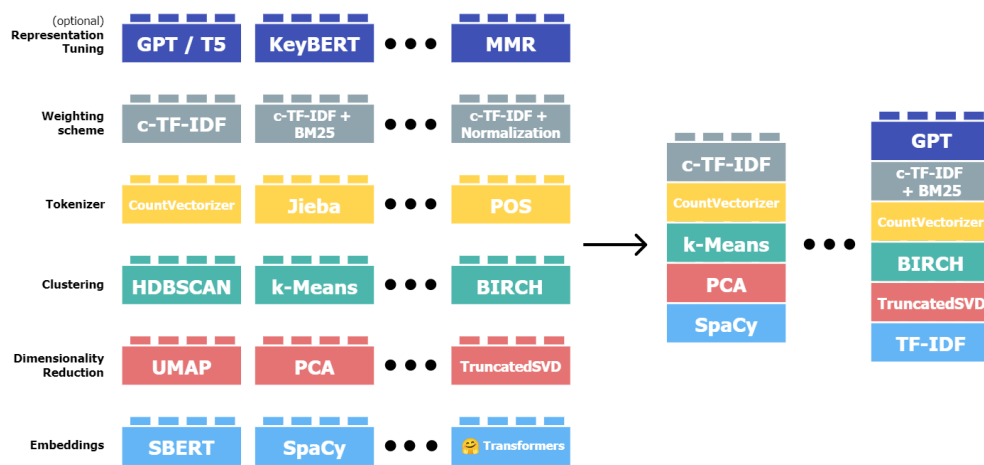 (optional)
Representation
Tuning
GPT / T5
KeyBERT
MMR
Weighting
scheme
c-TF-IDF
c-TF-IDF +
BM25
c-TF-IDF +
Normalization
Tokenizer
CountVectorizer
Jieba
POS
Clustering
HDBSCAN
k-Means
BIRCH
Dimensionality
Reduction
UMAP
PCA
TruncatedSVD
Embeddings
SBERT
SpaCy
🤗 Transformers
c-TF-IDF
CountVectorizer
k-Means
PCA
SpaCy
GPT
c-TF-IDF
+ BM25
CountVectorizer
BIRCH
TruncatedSVD
TF-IDF